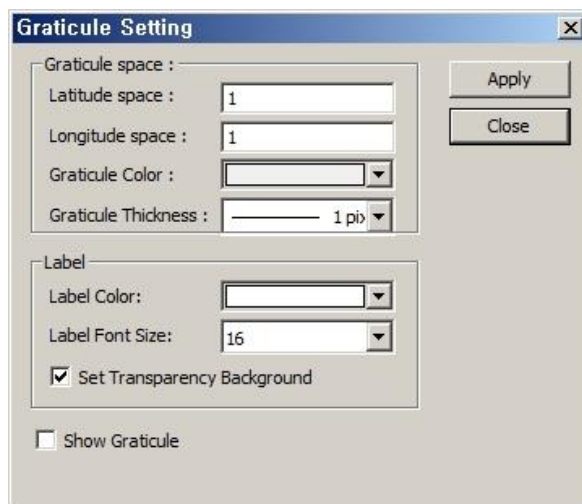 Graticule Setting
Graticule space :
Latitude space :
1
Longitude space :
1
Graticule Color :
Graticule Thickness :
1 pix
Apply
Close
Label
Label Color:
Label Font Size:
16
Set Transparency Background
Show Graticule